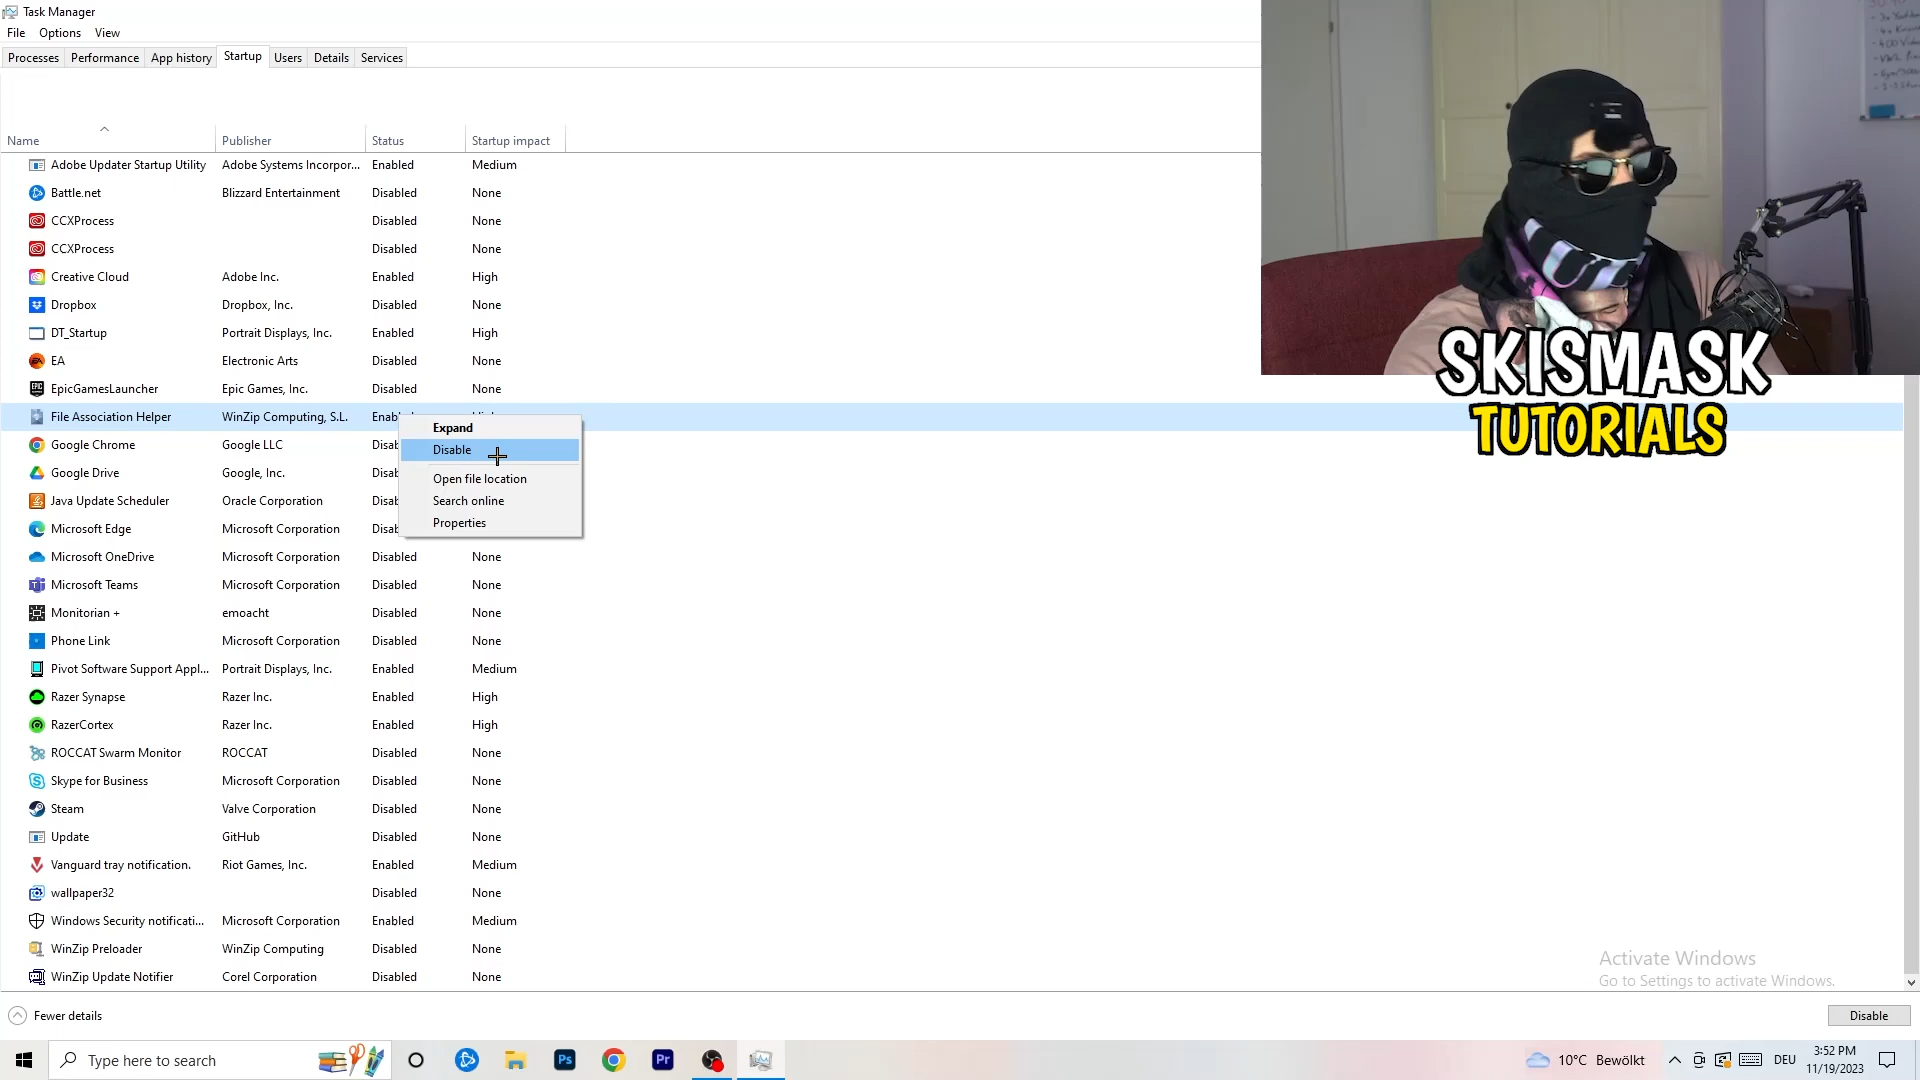 Task Manager
File Options View
Processes Performance App history Startup Users Details Services
Name Publisher Status Startup impact
Adobe Updater Startup Utility Adobe Systems Incorpor... Enabled Medium
Battle.net Blizzard Entertainment Disabled None
CCXProcess Disabled None
CCXProcess Disabled None
Creative Cloud Adobe Inc. Enabled High
Dropbox Dropbox, Inc. Disabled None
DT_Startup Portrait Displays, Inc. Enabled High
EA Electronic Arts Disabled None
EpicGamesLauncher Epic Games, Inc. Disabled None
File Association Helper WinZip Computing, S.L.
Google Chrome Google LLC
Google Drive Google, Inc.
Java Update Scheduler Oracle Corporation
Microsoft Edge Microsoft Corporation
Expand
Disable
Open file location
Search online
Properties
Microsoft OneDrive Microsoft Corporation Disabled None
Microsoft Teams Microsoft Corporation Disabled None
Monitorian + emoacht Disabled None
Phone Link Microsoft Corporation Disabled None
Pivot Software Support Appl... Portrait Displays, Inc. Enabled Medium
Razer Synapse Razer Inc. Enabled High
RazerCortex Razer Inc. Enabled High
ROCCAT Swarm Monitor ROCCAT Disabled None
Skype for Business Microsoft Corporation Disabled None
Steam Valve Corporation Disabled None
Update GitHub Disabled None
Vanguard tray notification. Riot Games, Inc. Enabled Medium
wallpaper32 Disabled None
Windows Security notificati... Microsoft Corporation Enabled Medium
WinZip Preloader WinZip Computing Disabled None
WinZip Update Notifier Corel Corporation Disabled None
SKISMASK
TUTORIALS
Activate Windows
Go to Settings to activate Windows.
Fewer details
Disable
Type here to search
Ps
Pr
10°C Bewölkt
DEU
3:52 PM
11/19/2023